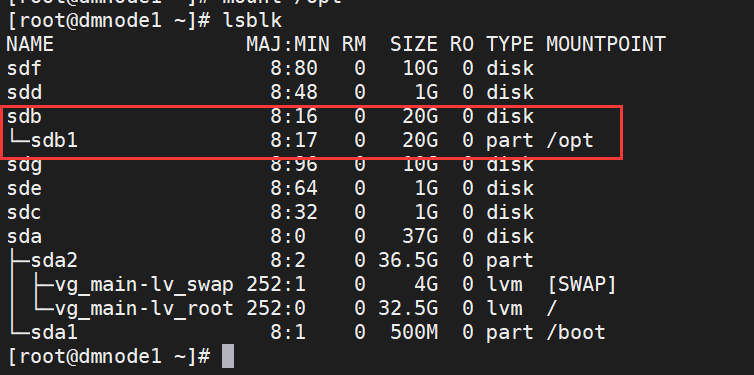 [root@dmnode1 ~]# mount /opt
[root@dmnode1 ~]# lsblk
NAME                MAJ:MIN RM   SIZE RO TYPE MOUNTPOINT
sdf                   8:80   0    10G  0 disk
sdd                   8:48   0     1G  0 disk
sdb                   8:16   0    20G  0 disk
└─sdb1                8:17   0    20G  0 part /opt
sdg                   8:96   0    10G  0 disk
sde                   8:64   0     1G  0 disk
sdc                   8:32   0     1G  0 disk
sda                   8:0    0    37G  0 disk
├─sda2                8:2    0  36.5G  0 part
│ ├─vg_main-lv_swap 252:1    0     4G  0 lvm  [SWAP]
│ └─vg_main-lv_root 252:0    0  32.5G  0 lvm  /
└─sda1                8:1    0   500M  0 part /boot
[root@dmnode1 ~]#